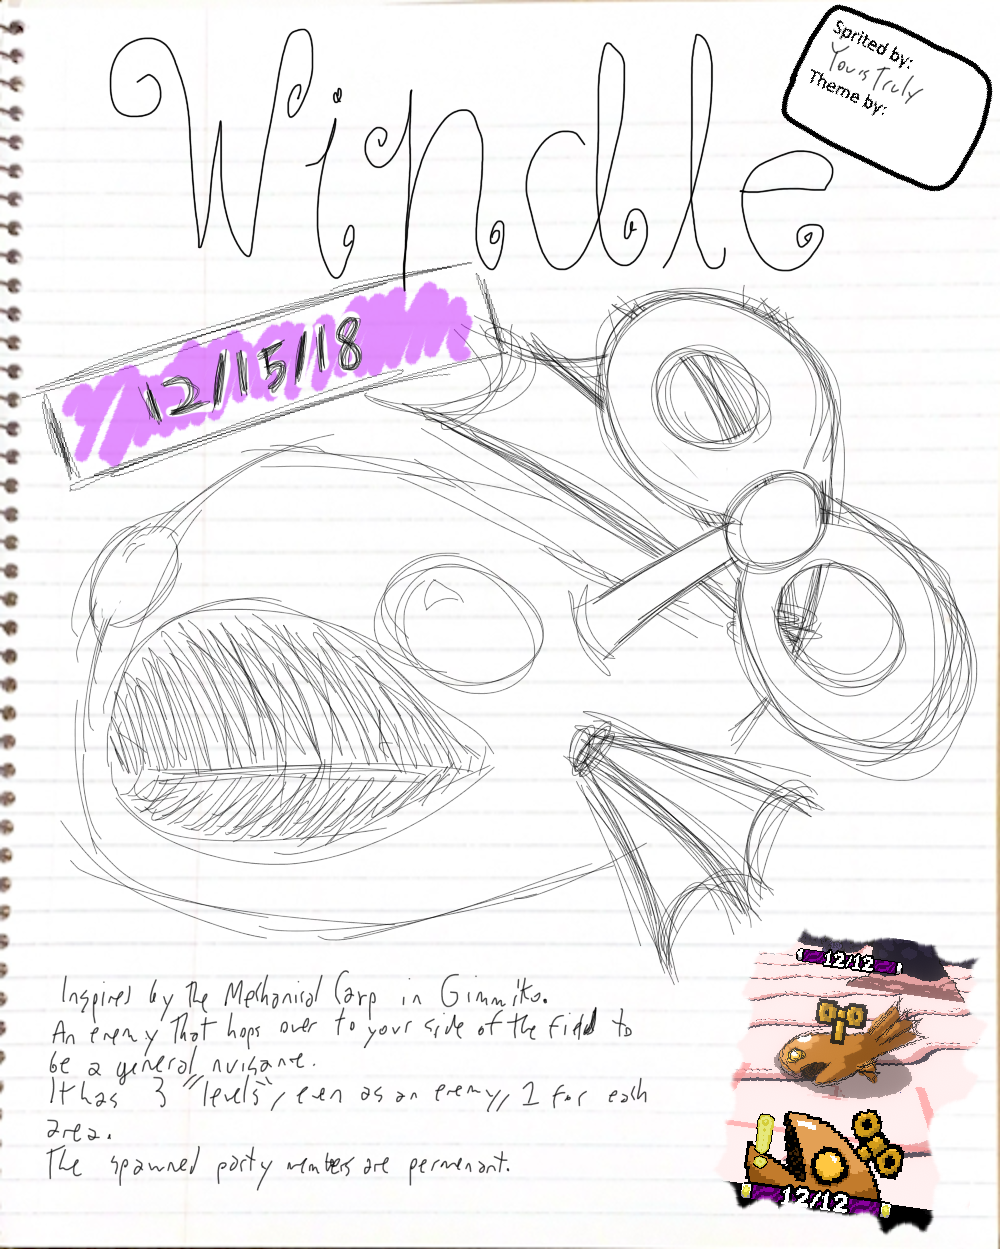 Windle
Sprited by:
Yours Truly
Theme by:
12/15/18
Inspired by the Mechanical Carp in Gimmiko.
An enemy that hops over to your side of the field to
be a general nuisance.
It has 3 "levels", even as an enemy, 1 for each
area.
The spawned party members are permenant.
12/12
12/12